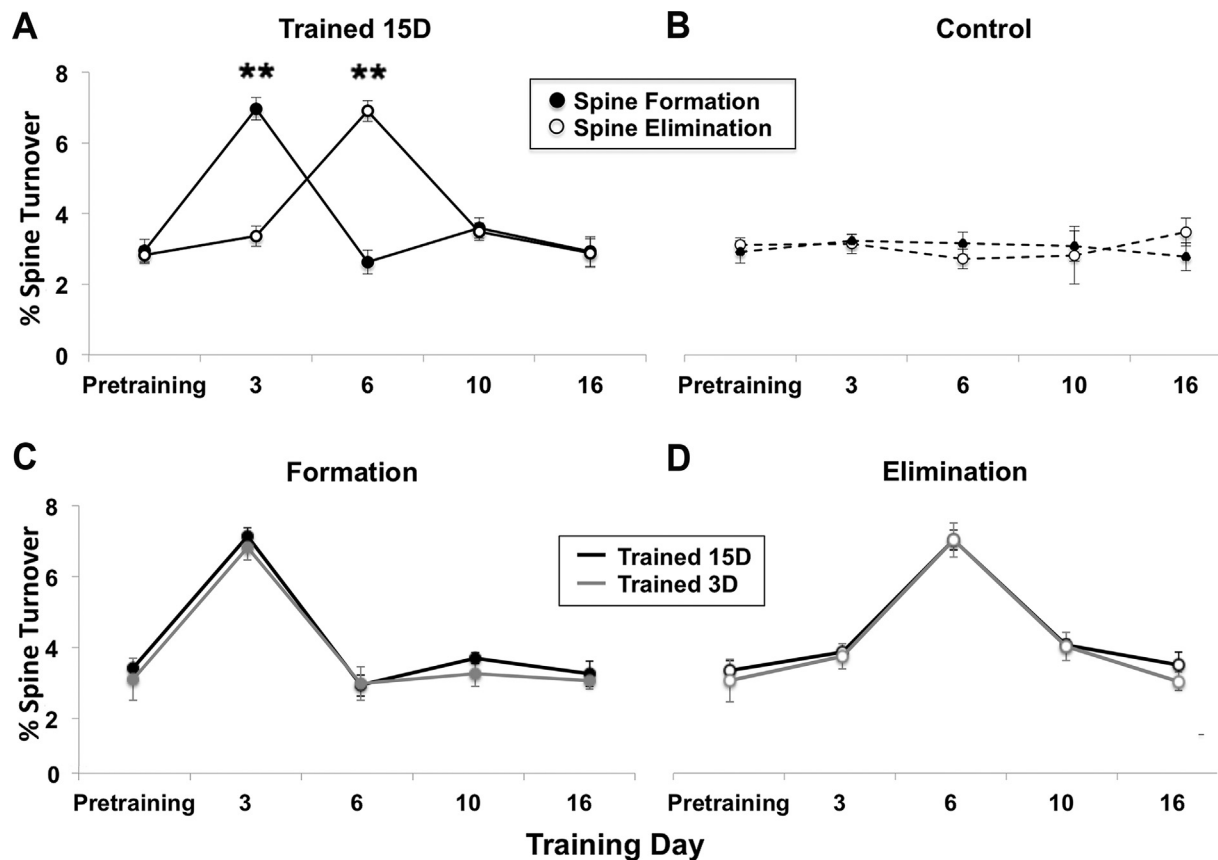 A
Trained 15D
B
Control
% Spine Turnover
8
6
4
2
0
**
**
Spine Formation
Spine Elimination
Pretraining 3 6 10 16
Pretraining 3 6 10 16
C
Formation
D
Elimination
% Spine Turnover
8
6
4
2
0
Trained 15D
Trained 3D
Pretraining 3 6 10 16
Pretraining 3 6 10 16
Training Day